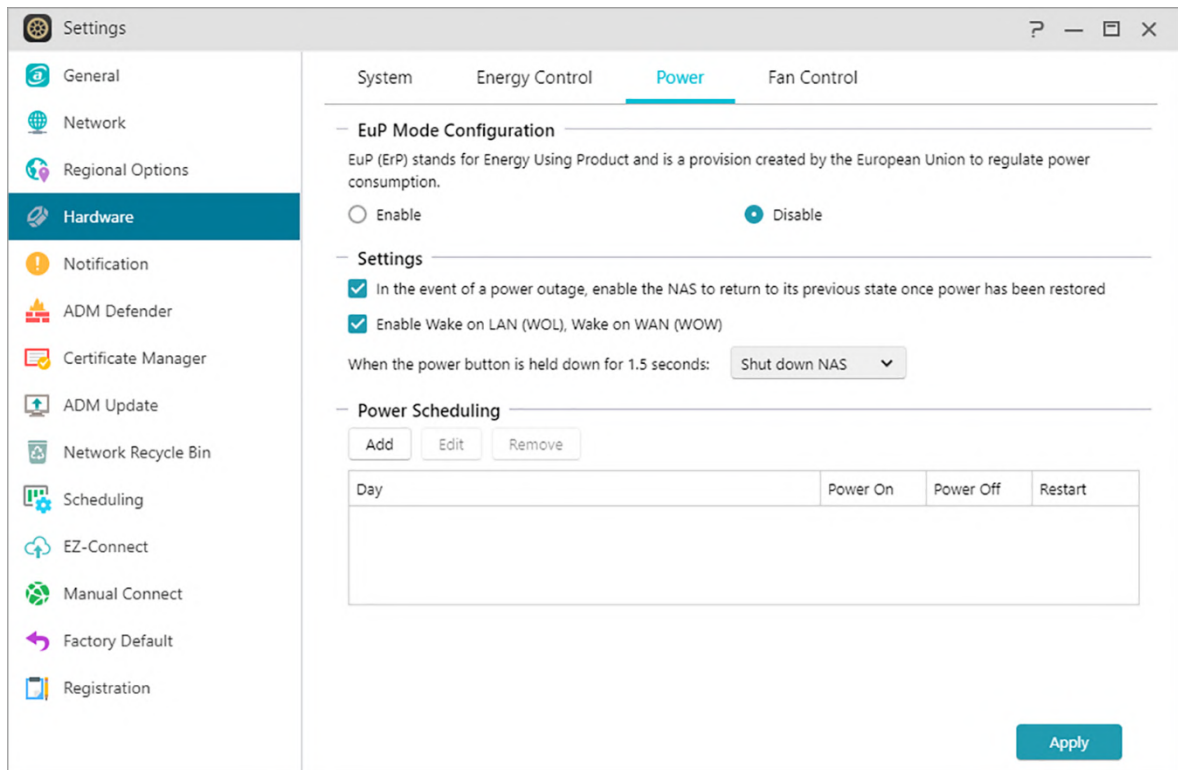 Settings
General
Network
Regional Options
Hardware
Notification
ADM Defender
Certificate Manager
ADM Update
Network Recycle Bin
Scheduling
EZ-Connect
Manual Connect
Factory Default
Registration
System Energy Control Power Fan Control
EuP Mode Configuration
EuP (ErP) stands for Energy Using Product and is a provision created by the European Union to regulate power
consumption.
Enable Disable
Settings
In the event of a power outage, enable the NAS to return to its previous state once power has been restored
Enable Wake on LAN (WOL), Wake on WAN (WOW)
When the power button is held down for 1.5 seconds: Shut down NAS
Power Scheduling
Add Edit Remove
Day Power On Power Off Restart
Apply